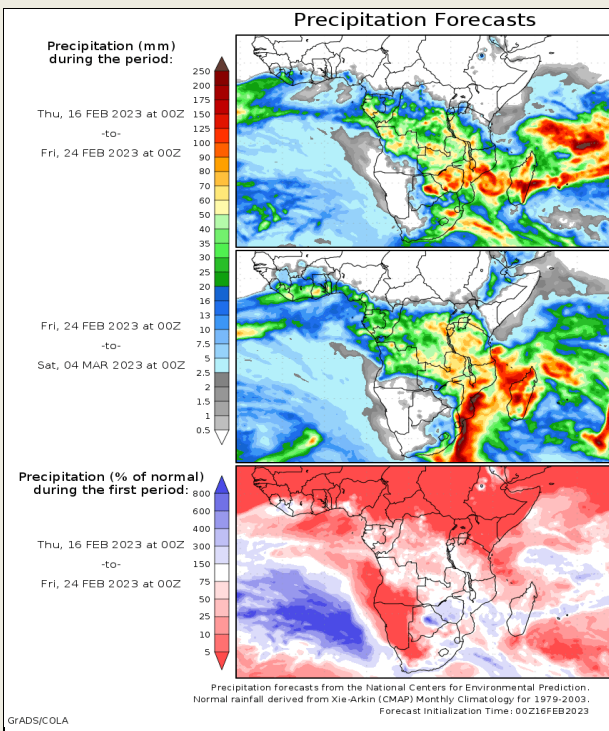 Precipitation Forecasts
Precipitation (mm)
during the period:
Thu, 16 FEB 2023 at 00Z
-to-
Fri, 24 FEB 2023 at 00Z
250
200
175
150
125
100
90
80
70
60
50
40
35
30
25
20
16
13
10
7.5
5
2.5
2
1.5
1
0.5
Fri, 24 FEB 2023 at 00Z
-to-
Sat, 04 MAR 2023 at 00Z
Precipitation (% of normal)
during the first period:
Thu, 16 FEB 2023 at 00Z
-to-
Fri, 24 FEB 2023 at 00Z
800
600
400
300
150
75
50
25
10
5
Precipitation forecasts from the National Centers for Environmental Prediction.
Normal rainfall derived from Xie-Arkin (CMAP) Monthly Climatology for 1979-2003.
Forecast Initialization Time: 00Z16FEB2023
GrADS/COLA